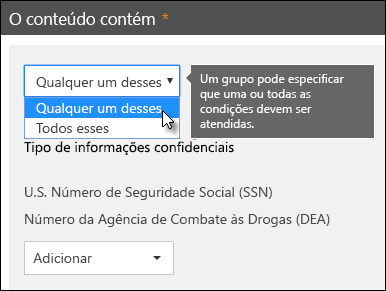 O conteúdo contém *
Qualquer um desses
Qualquer um desses
Todos esses
Um grupo pode especificar
que uma ou todas as
condições devem ser
atendidas.
Tipo de informações confidenciais
U.S. Número de Seguridade Social (SSN)
Número da Agência de Combate às Drogas (DEA)
Adicionar